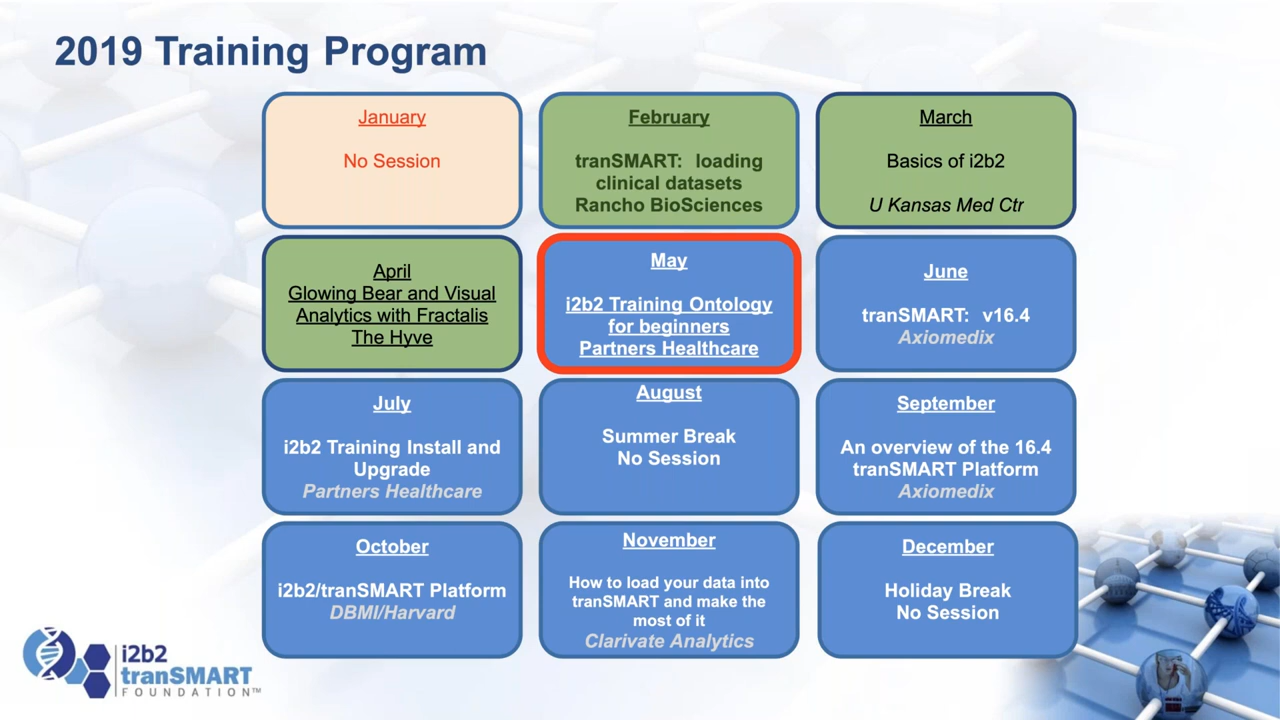 2019 Training Program
January
No Session
February
tranSMART: loading
clinical datasets
Rancho BioSciences
March
Basics of i2b2
U Kansas Med Ctr
April
Glowing Bear and Visual
Analytics with Fractalis
The Hyve
May
i2b2 Training Ontology
for beginners
Partners Healthcare
June
tranSMART: v16.4
Axiomedix
July
i2b2 Training Install and
Upgrade
Partners Healthcare
August
Summer Break
No Session
September
An overview of the 16.4
tranSMART Platform
Axiomedix
October
i2b2/tranSMART Platform
DBMI/Harvard
November
How to load your data into
tranSMART and make the
most of it
Clarivate Analytics
December
Holiday Break
No Session
i2b2
tranSMART
FOUNDATION™